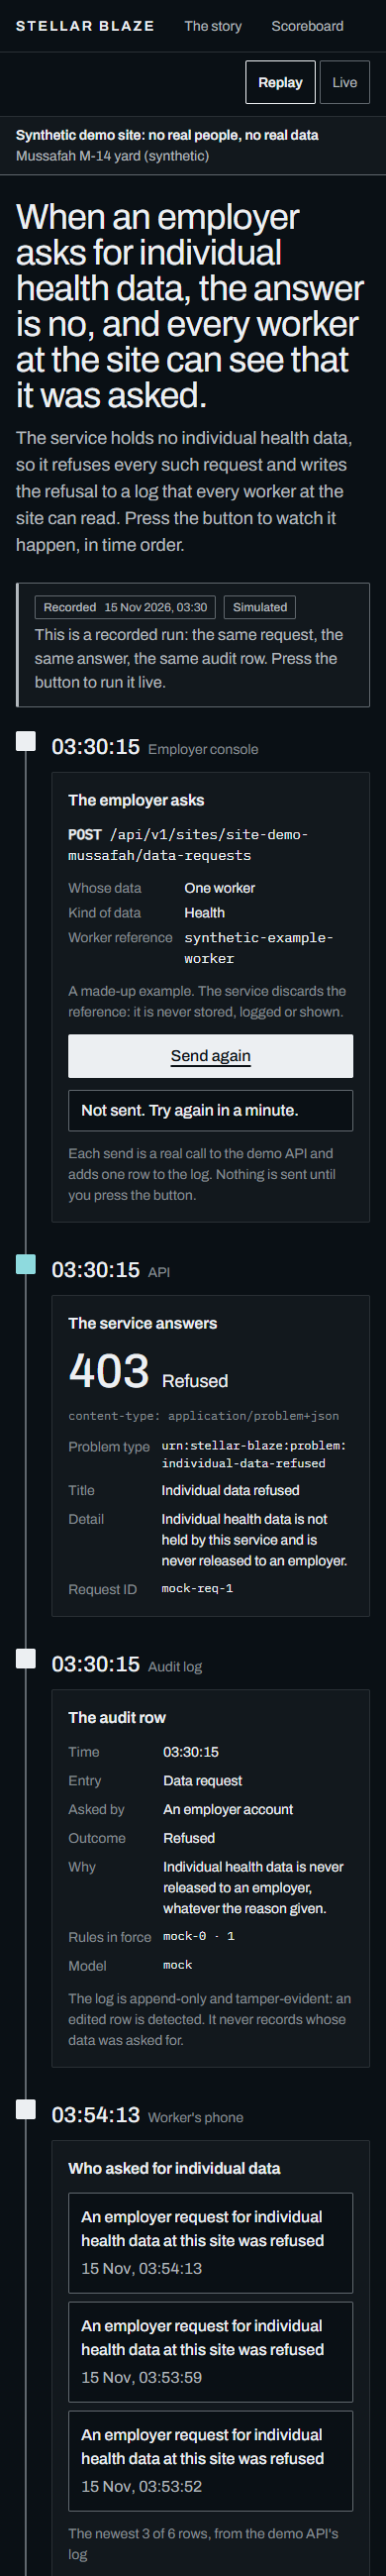 STELLAR BLAZE The story Scoreboard
Replay Live
Synthetic demo site: no real people, no real data
Mussafah M-14 yard (synthetic)
When an employer
asks for individual
health data, the answer
is no, and every worker
at the site can see that
it was asked.
The service holds no individual health data,
so it refuses every such request and writes
the refusal to a log that every worker at the
site can read. Press the button to watch it
happen, in time order.
Recorded 15 Nov 2026, 03:30 Simulated
This is a recorded run: the same request, the
same answer, the same audit row. Press the
button to run it live.
03:30:15 Employer console
The employer asks
POST /api/v1/sites/site-demo-
mussafah/data-requests
Whose data One worker
Kind of data Health
Worker reference synthetic-example-
worker
A made-up example. The service discards the
reference: it is never stored, logged or shown.
Send again
Not sent. Try again in a minute.
Each send is a real call to the demo API and
adds one row to the log. Nothing is sent until
you press the button.
03:30:15 API
The service answers
403 Refused
content-type: application/problem+json
Problem type urn:stellar-blaze:problem:
individual-data-refused
Title Individual data refused
Detail Individual health data is not
held by this service and is
never released to an employer.
Request ID mock-req-1
03:30:15 Audit log
The audit row
Time 03:30:15
Entry Data request
Asked by An employer account
Outcome Refused
Why Individual health data is never
released to an employer,
whatever the reason given.
Rules in force mock-0 · 1
Model mock
The log is append-only and tamper-evident: an
edited row is detected. It never records whose
data was asked for.
03:54:13 Worker's phone
Who asked for individual data
An employer request for individual
health data at this site was refused
15 Nov, 03:54:13
An employer request for individual
health data at this site was refused
15 Nov, 03:53:59
An employer request for individual
health data at this site was refused
15 Nov, 03:53:52
The newest 3 of 6 rows, from the demo API's
log